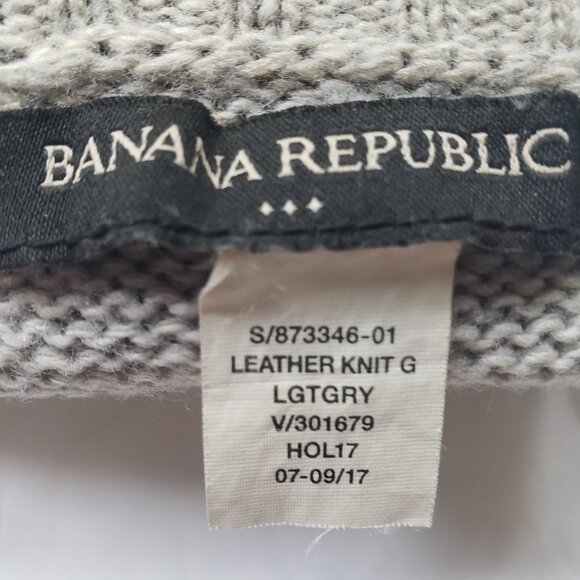 BANANA REPUBLIC
S/873346-01
LEATHER KNIT G
LGTGRY
V/301679
HOL17
07-09/17